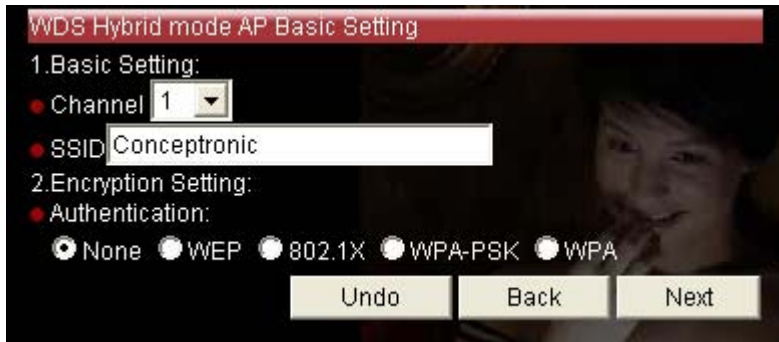 WDS Hybrid mode AP Basic Setting
1.Basic Setting:
Channel 1
SSID Conceptronic
2.Encryption Setting:
Authentication:
None WEP 802.1X WPA-PSK WPA
Undo Back Next